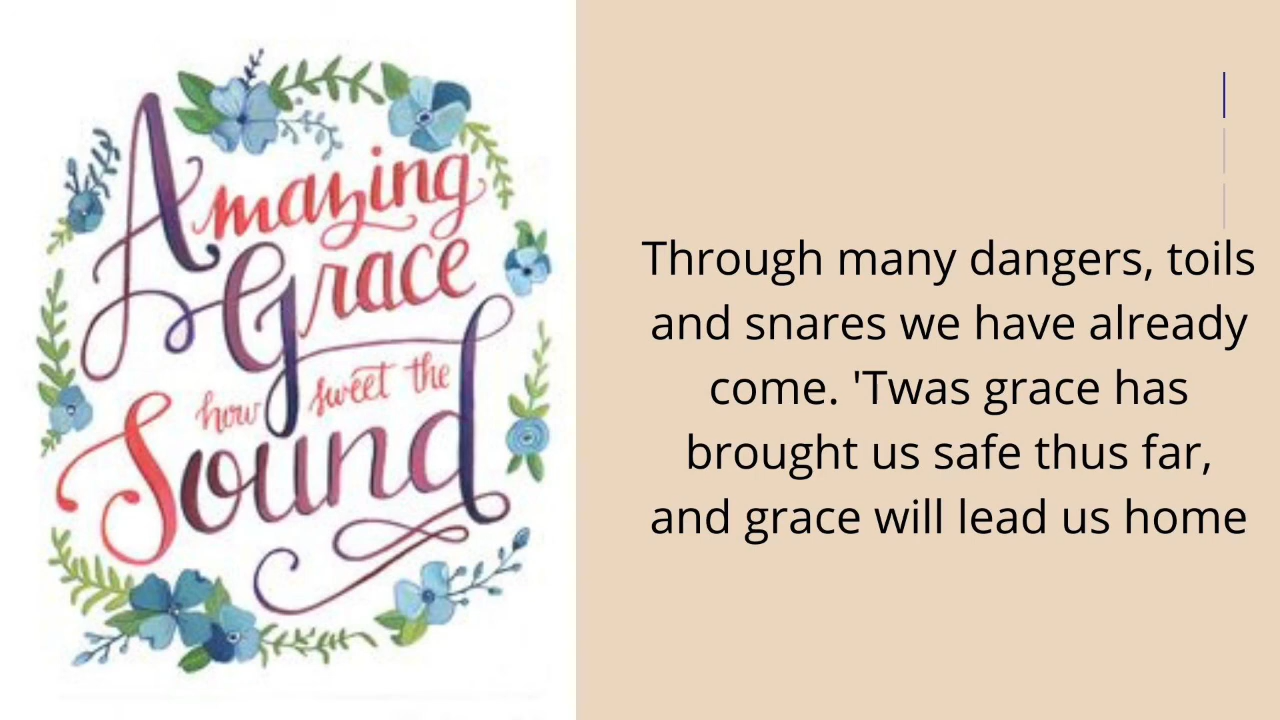 Amazing
Grace
how sweet the
Sound
Through many dangers, toils
and snares we have already
come. 'Twas grace has
brought us safe thus far,
and grace will lead us home